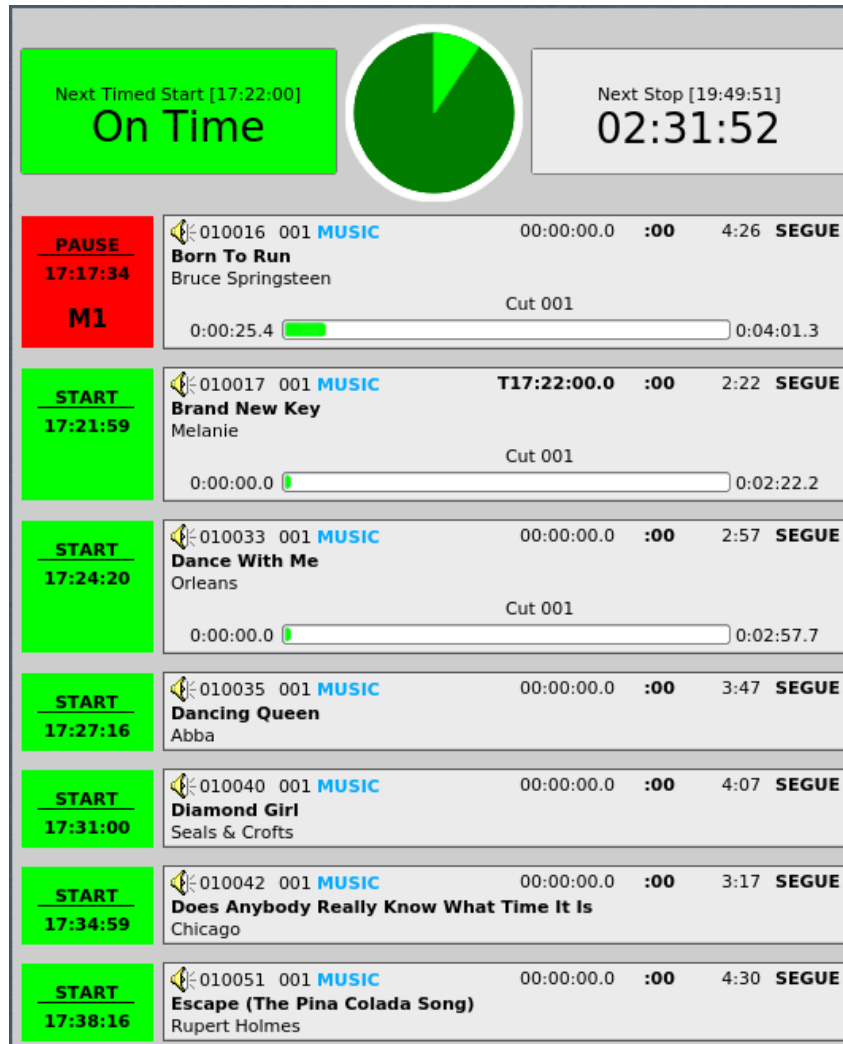 Next Timed Start [17:22:00]
On Time
Next Stop [19:49:51]
02:31:52
PAUSE
17:17:34
M1
010016 001 MUSIC 00:00:00.0 :00 4:26 SEGUE
Born To Run
Bruce Springsteen
Cut 001
0:00:25.4 0:04:01.3
START
17:21:59
010017 001 MUSIC T17:22:00.0 :00 2:22 SEGUE
Brand New Key
Melanie
Cut 001
0:00:00.0 0:02:22.2
START
17:24:20
010033 001 MUSIC 00:00:00.0 :00 2:57 SEGUE
Dance With Me
Orleans
Cut 001
0:00:00.0 0:02:57.7
START
17:27:16
010035 001 MUSIC 00:00:00.0 :00 3:47 SEGUE
Dancing Queen
Abba
START
17:31:00
010040 001 MUSIC 00:00:00.0 :00 4:07 SEGUE
Diamond Girl
Seals & Crofts
START
17:34:59
010042 001 MUSIC 00:00:00.0 :00 3:17 SEGUE
Does Anybody Really Know What Time It Is
Chicago
START
17:38:16
010051 001 MUSIC 00:00:00.0 :00 4:30 SEGUE
Escape (The Pina Colada Song)
Rupert Holmes